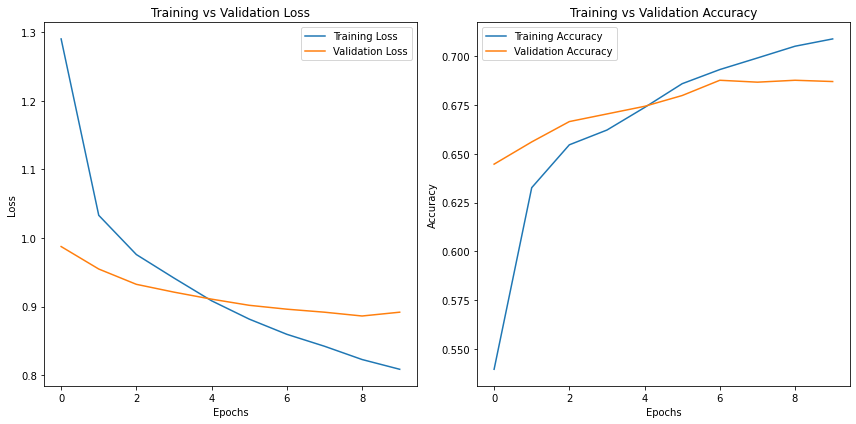 Training vs Validation Loss
Training Loss
Validation Loss
1.3
1.2
1.1
1.0
0.9
0.8
Loss
0 2 4 6 8
Epochs
Training vs Validation Accuracy
Training Accuracy
Validation Accuracy
0.700
0.675
0.650
0.625
0.600
0.575
0.550
Accuracy
0 2 4 6 8
Epochs